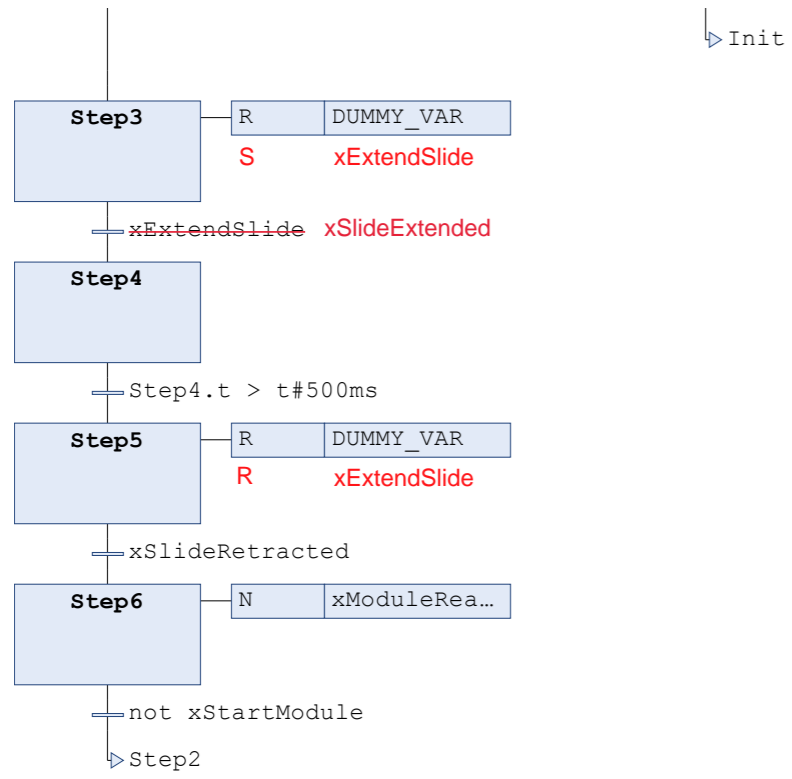 Init
Step3 R DUMMY_VAR
S xExtendSlide
xExtendSlide xSlideExtended
Step4
Step4.t > t#500ms
Step5 R DUMMY_VAR
R xExtendSlide
xSlideRetracted
Step6 N xModuleRea…
not xStartModule
Step2